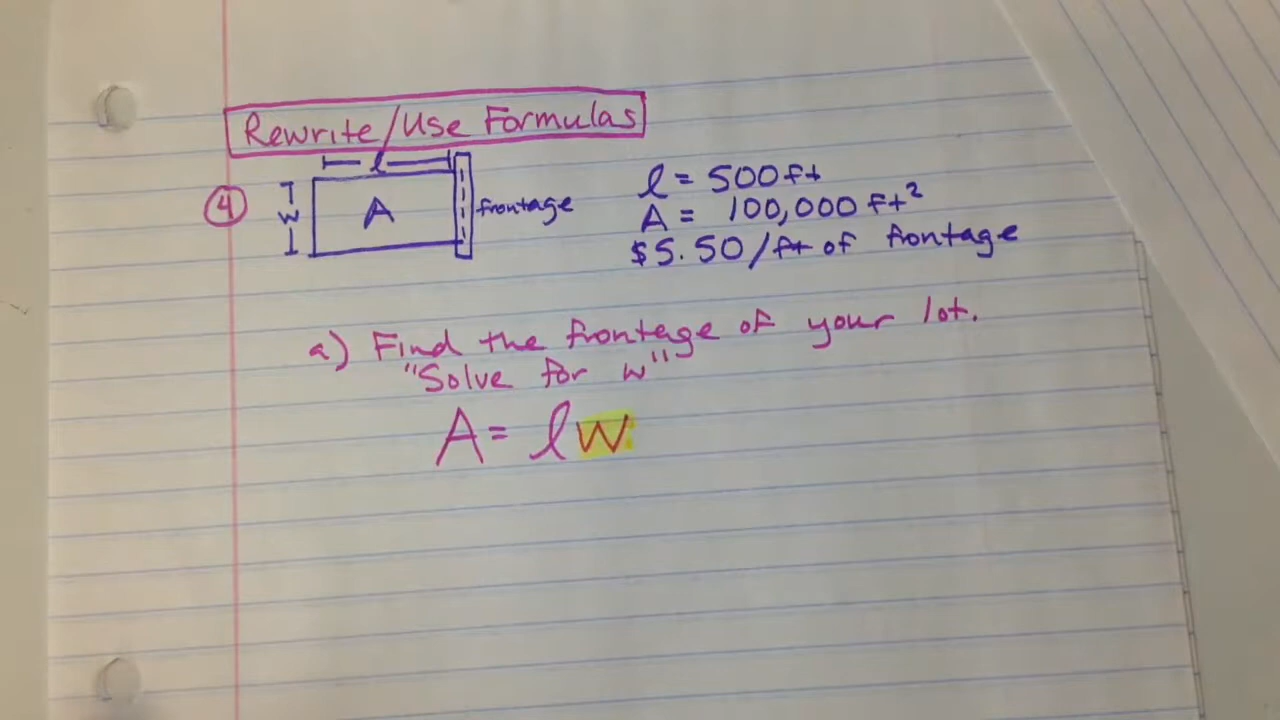 Rewrite/Use Formulas
4
l
w
A
frontage
l = 500 ft
A = 100,000 ft²
$5.50/ft of frontage
a) Find the frontage of your lot.
"Solve for w"
A = lw